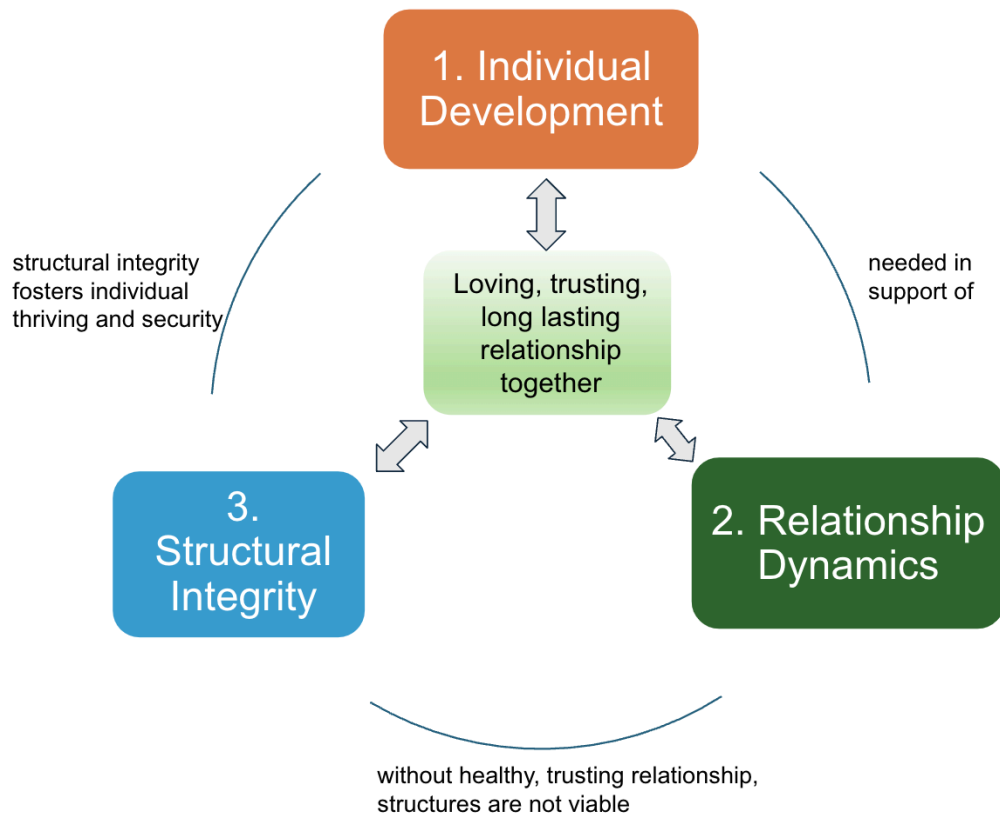 1. Individual
Development
structural integrity
fosters individual
thriving and security
needed in
support of
Loving, trusting,
long lasting
relationship
together
3.
Structural
Integrity
2. Relationship
Dynamics
without healthy, trusting relationship,
structures are not viable